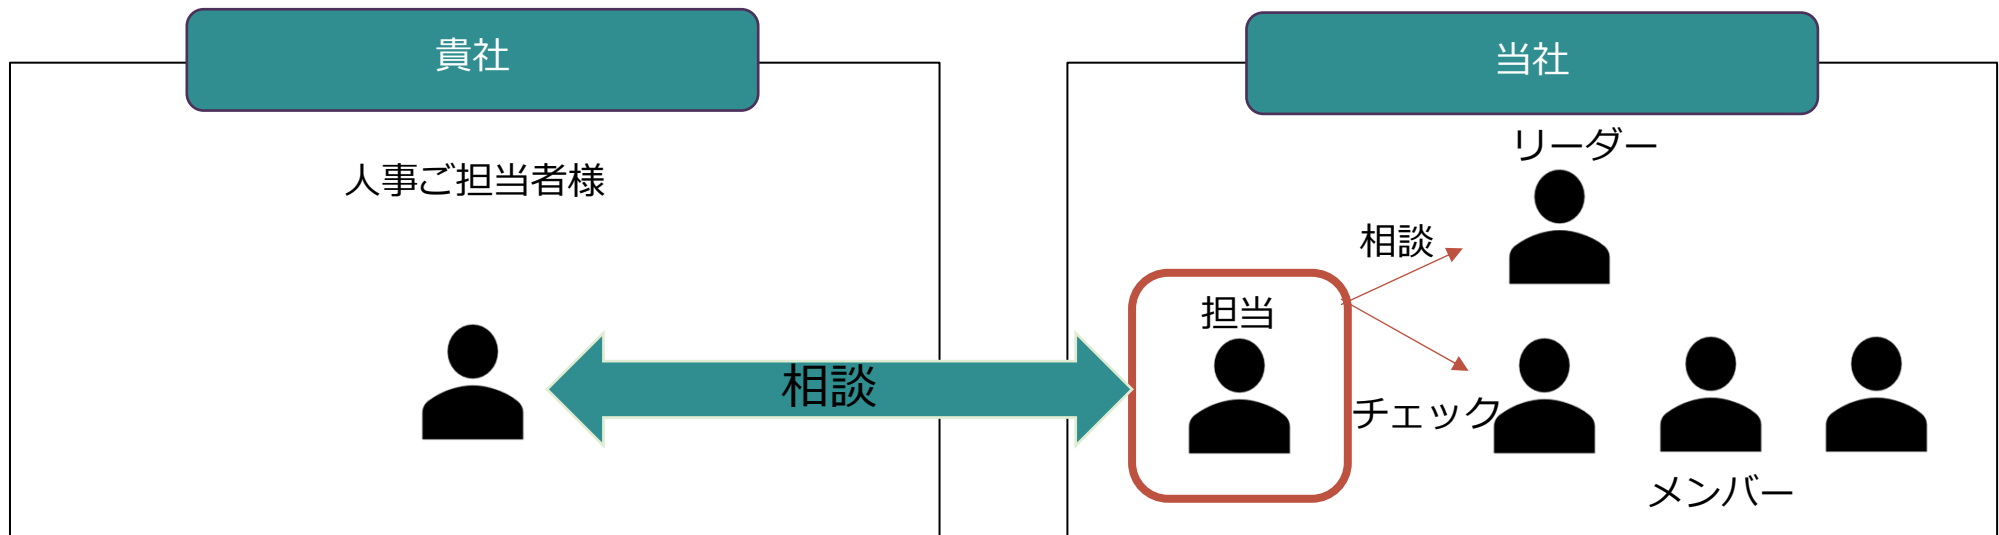 貴社
人事ご担当者様
相談
当社
リーダー
相談
担当
チェック
メンバー